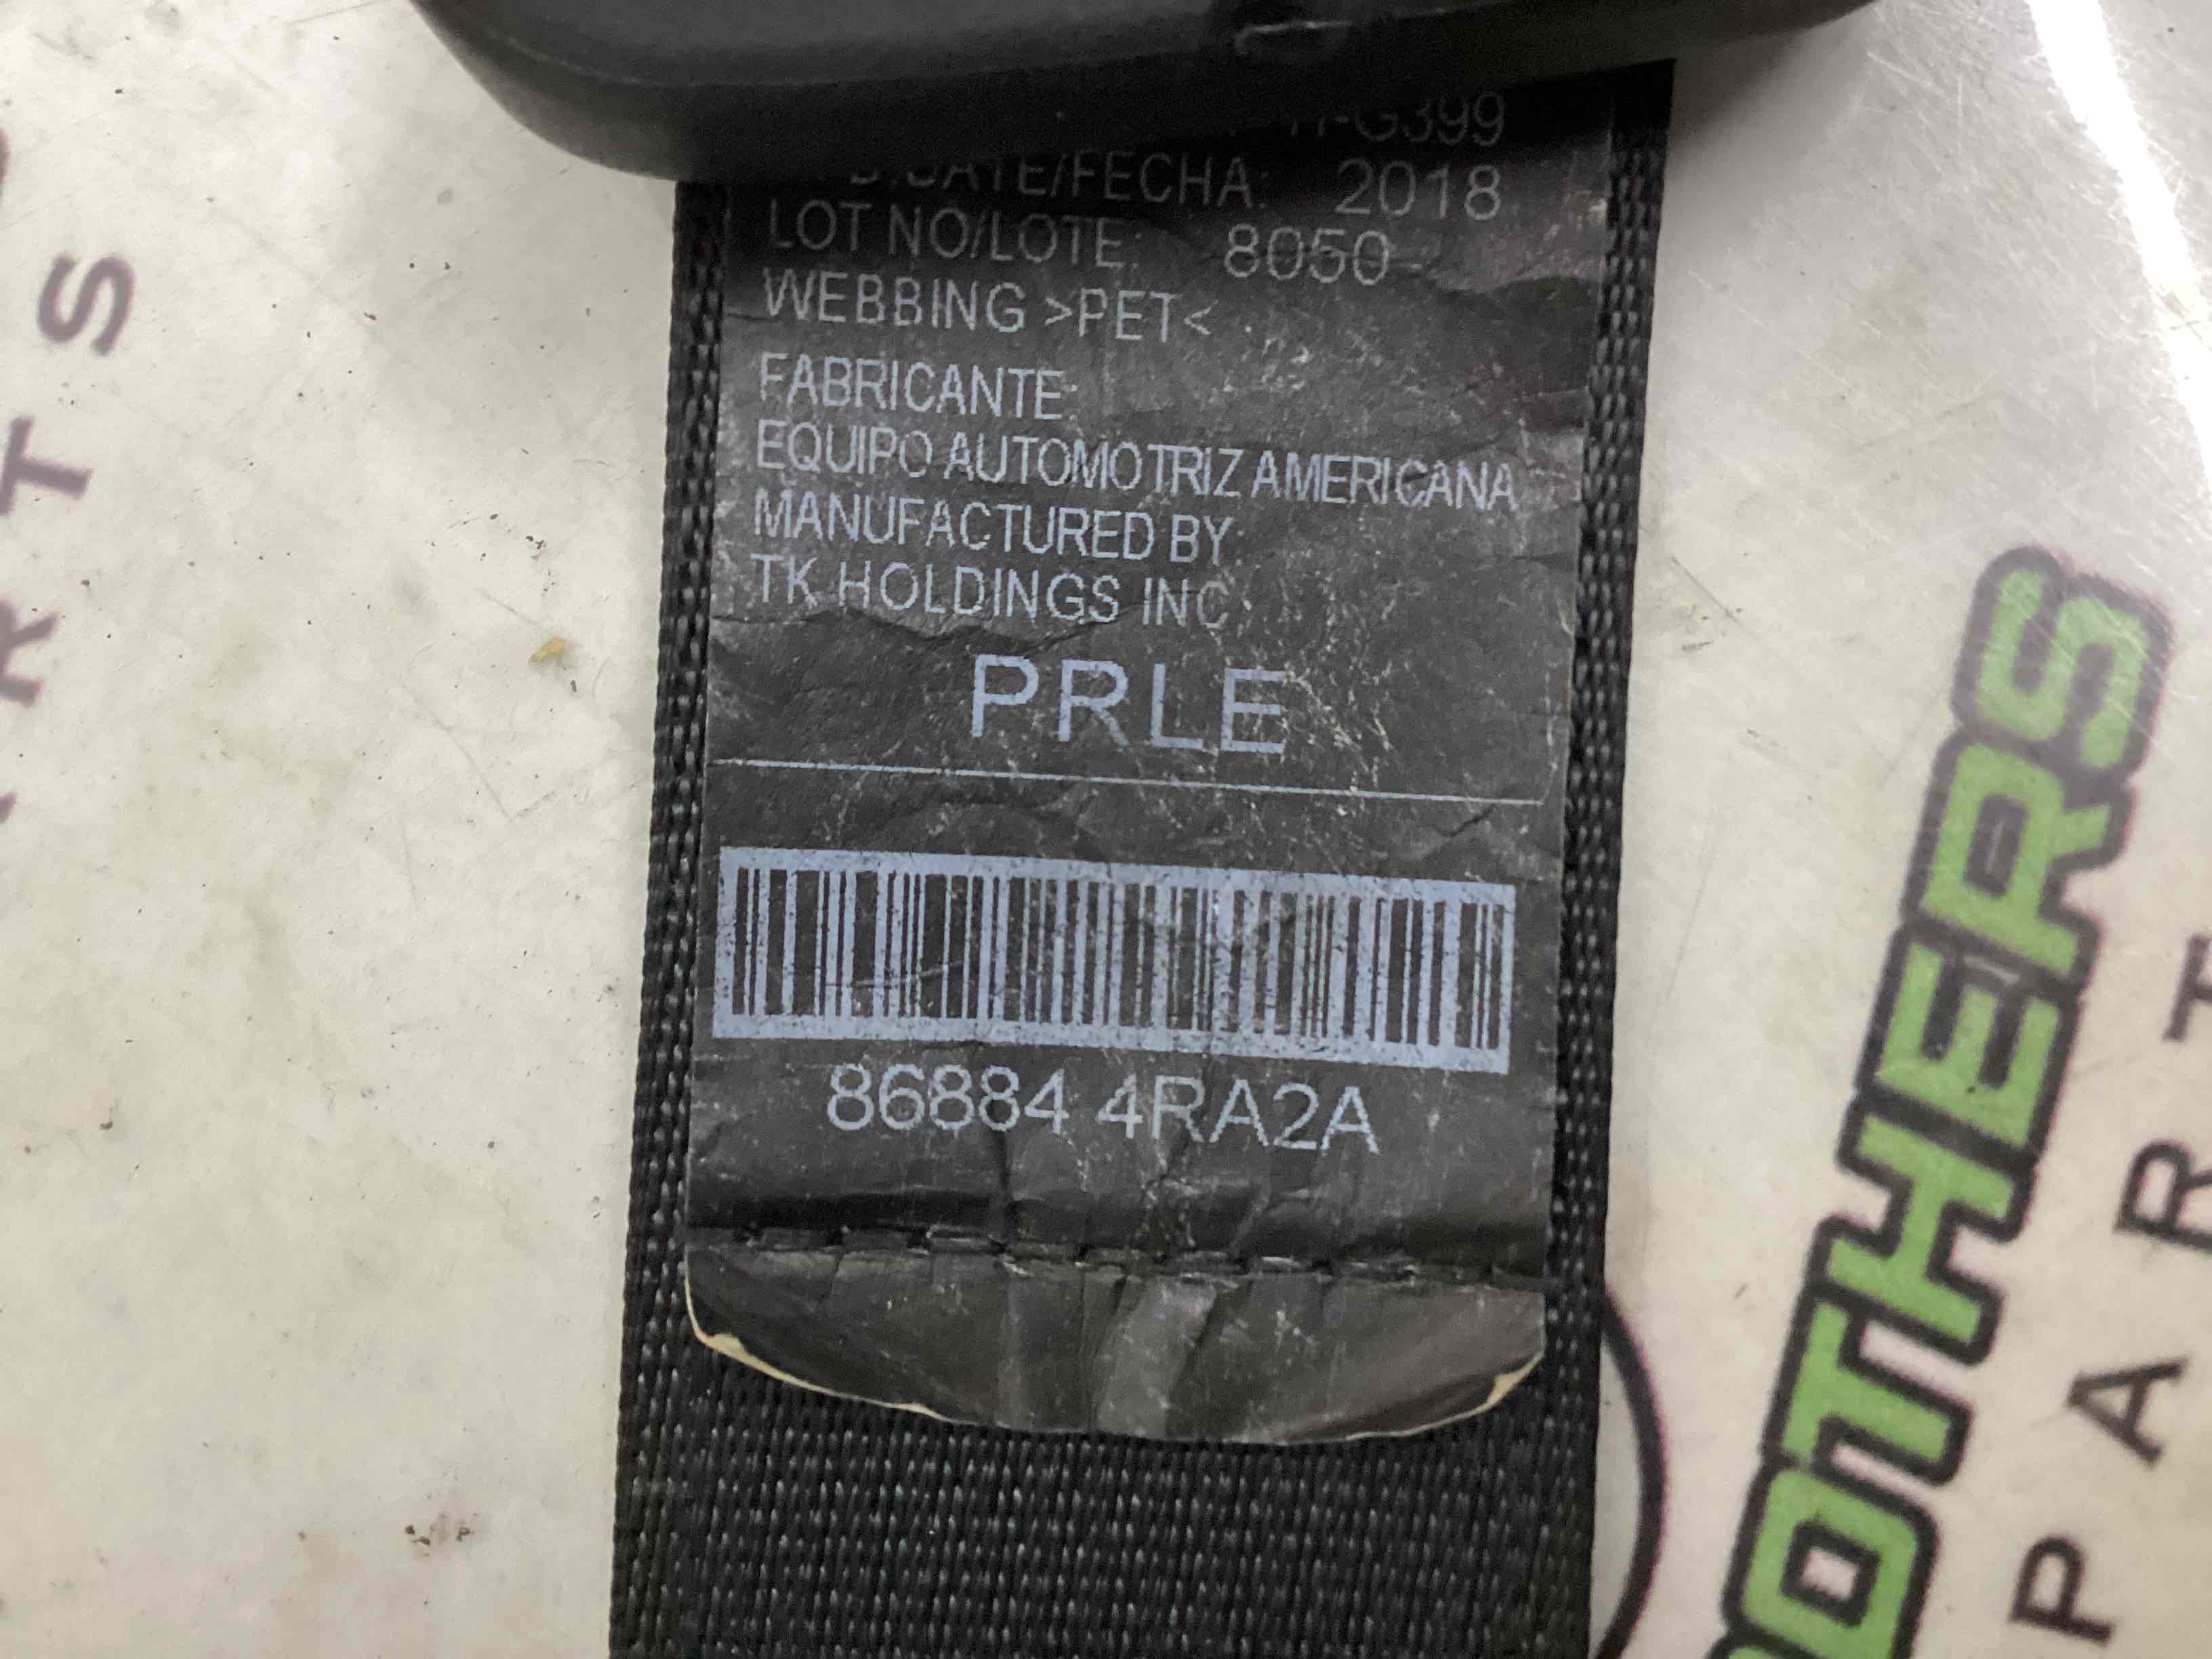 2018
LOT NO/LOTE: 8050
WEBBING >PET<
FABRICANTE:
EQUIPO AUTOMOTRIZ AMERICANA
MANUFACTURED BY:
TK HOLDINGS INC.
PRLE
86884 4RA2A